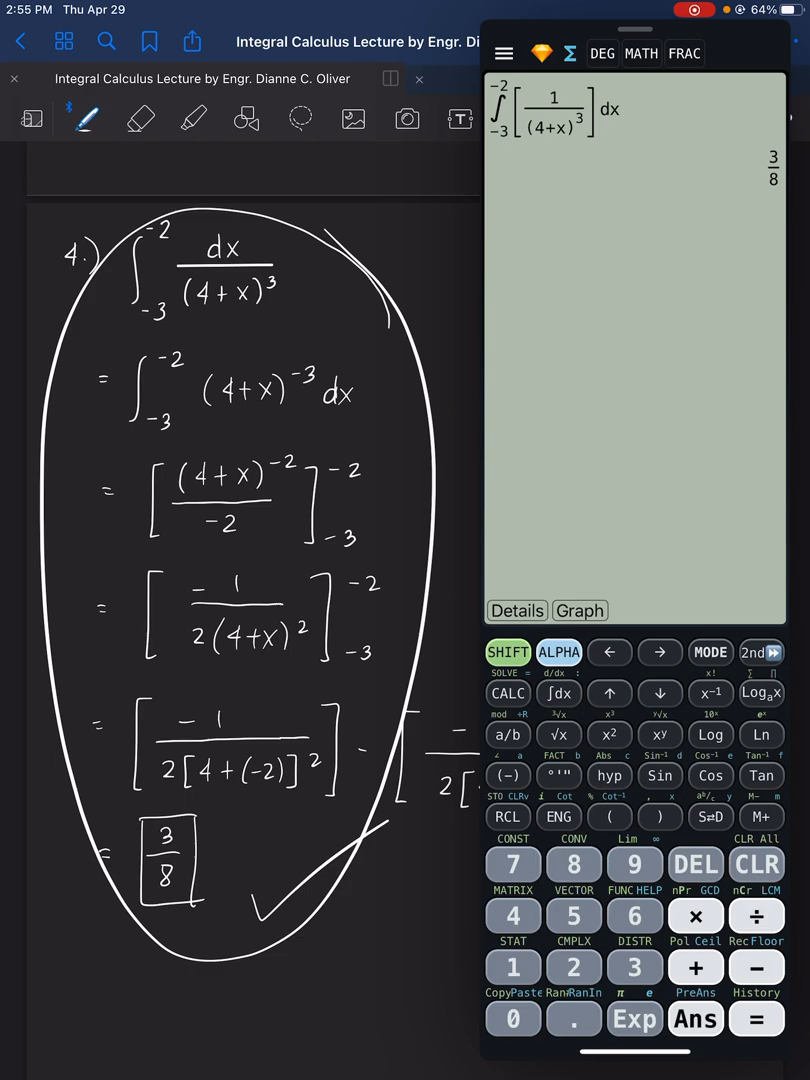 2:55 PM Thu Apr 29
64%
Integral Calculus Lecture by Engr. Di
Integral Calculus Lecture by Engr. Dianne C. Oliver
T
4.) ∫_{-3}^{-2} dx/(4+x)³
= ∫_{-3}^{-2} (4+x)⁻³ dx
= [(4+x)⁻²/-2]_{-3}^{-2}
= [-1/2(4+x)²]_{-3}^{-2}
= [-1/2[4+(-2)]²] - [-/2[
= 3/8
DEG MATH FRAC
∫_{-3}^{-2} [1/(4+x)³] dx
3/8
Details Graph
SHIFT ALPHA ← → MODE 2nd
SOLVE = d/dx : x! Σ ∏
CALC ∫dx ↑ ↓ x⁻¹ Logₐx
mod ÷R ³√x x³ ʸ√x 10ˣ eˣ
a/b √x x² xʸ Log Ln
∠ a FACT b Abs c Sin⁻¹ d Cos⁻¹ e Tan⁻¹ f
(−) °'" hyp Sin Cos Tan
STO CLRv i Cot % Cot⁻¹ , x aᵇ/c y M− m
RCL ENG ( ) S⇄D M+
CONST CONV Lim ∞ CLR All
7 8 9 DEL CLR
MATRIX VECTOR FUNC HELP nPr GCD nCr LCM
4 5 6 × ÷
STAT CMPLX DISTR Pol Ceil Rec Floor
1 2 3 + −
Copy Paste Ran# RanIn π e PreAns History
0 . Exp Ans =